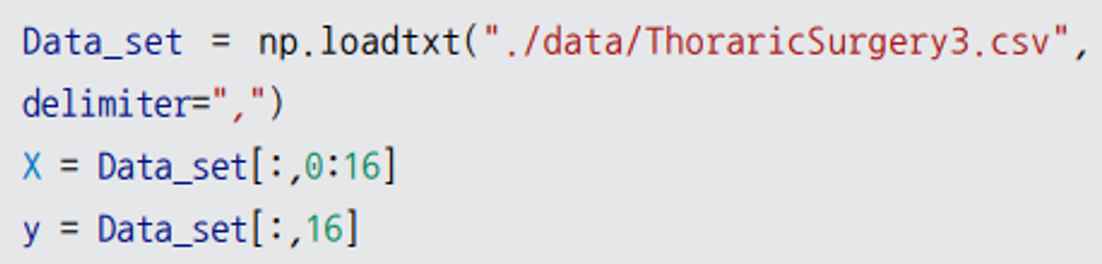 Data_set = np.loadtxt("./data/ThoraricSurgery3.csv",
delimiter=",")
X = Data_set[:,0:16]
y = Data_set[:,16]